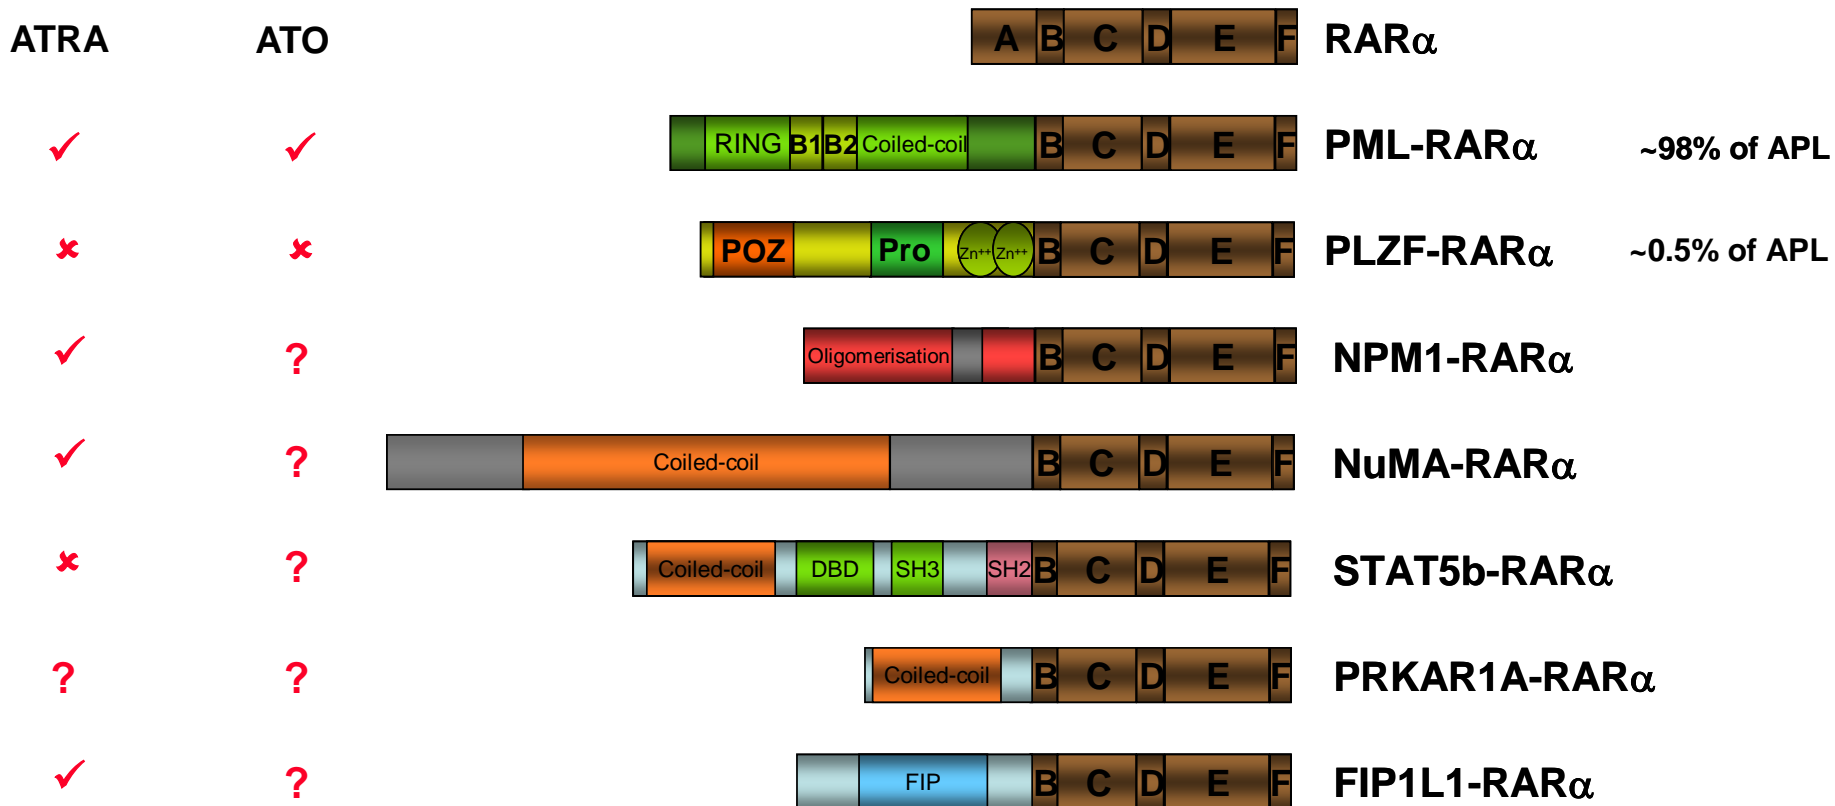 ATRA ATO A B C D E F RARα
✓ ✓ RING B1 B2 Coiled-coil B C D E F PML-RARα ~98% of APL
✘ ✘ POZ Pro Zn++ Zn++ B C D E F PLZF-RARα ~0.5% of APL
✓ ? Oligomerisation B C D E F NPM1-RARα
✓ ? Coiled-coil B C D E F NuMA-RARα
✘ ? Coiled-coil DBD SH3 SH2 B C D E F STAT5b-RARα
? ? Coiled-coil B C D E F PRKAR1A-RARα
✓ ? FIP B C D E F FIP1L1-RARα